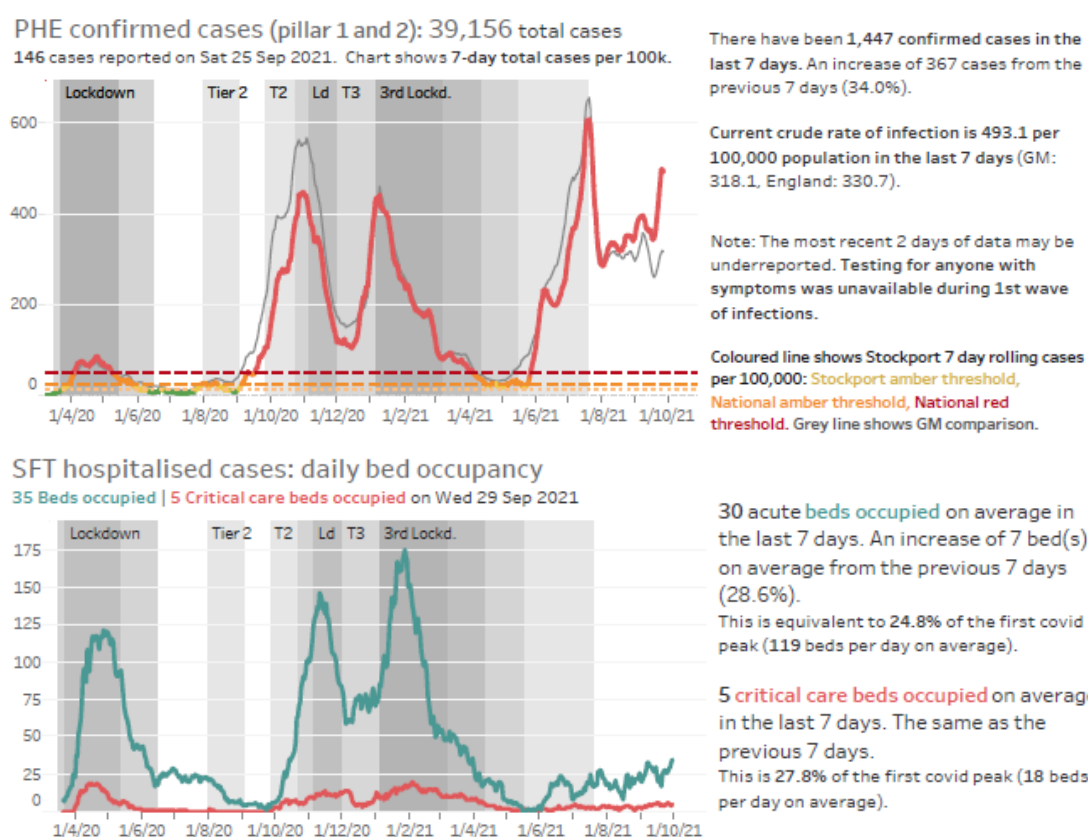 PHE confirmed cases (pillar 1 and 2): 39,156 total cases
146 cases reported on Sat 25 Sep 2021. Chart shows 7-day total cases per 100k.
Lockdown
Tier 2
T2
Ld
T3
3rd Lockd.
600
400
200
0
1/4/20
1/6/20
1/8/20
1/10/20
1/12/20
1/2/21
1/4/21
1/6/21
1/8/21
1/10/21
There have been 1,447 confirmed cases in the
last 7 days. An increase of 367 cases from the
previous 7 days (34.0%).
Current crude rate of infection is 493.1 per
100,000 population in the last 7 days (GM:
318.1, England: 330.7).
Note: The most recent 2 days of data may be
underreported. Testing for anyone with
symptoms was unavailable during 1st wave
of infections.
Coloured line shows Stockport 7 day rolling cases
per 100,000: Stockport amber threshold,
National amber threshold, National red
threshold. Grey line shows GM comparison.
SFT hospitalised cases: daily bed occupancy
35 Beds occupied | 5 Critical care beds occupied on Wed 29 Sep 2021
Lockdown
Tier 2
T2
Ld
T3
3rd Lockd.
175
150
125
100
75
50
25
0
1/4/20
1/6/20
1/8/20
1/10/20
1/12/20
1/2/21
1/4/21
1/6/21
1/8/21
1/10/21
30 acute beds occupied on average in
the last 7 days. An increase of 7 bed(s)
on average from the previous 7 days
(28.6%).
This is equivalent to 24.8% of the first covid
peak (119 beds per day on average).
5 critical care beds occupied on average
in the last 7 days. The same as the
previous 7 days.
This is 27.8% of the first covid peak (18 beds
per day on average).